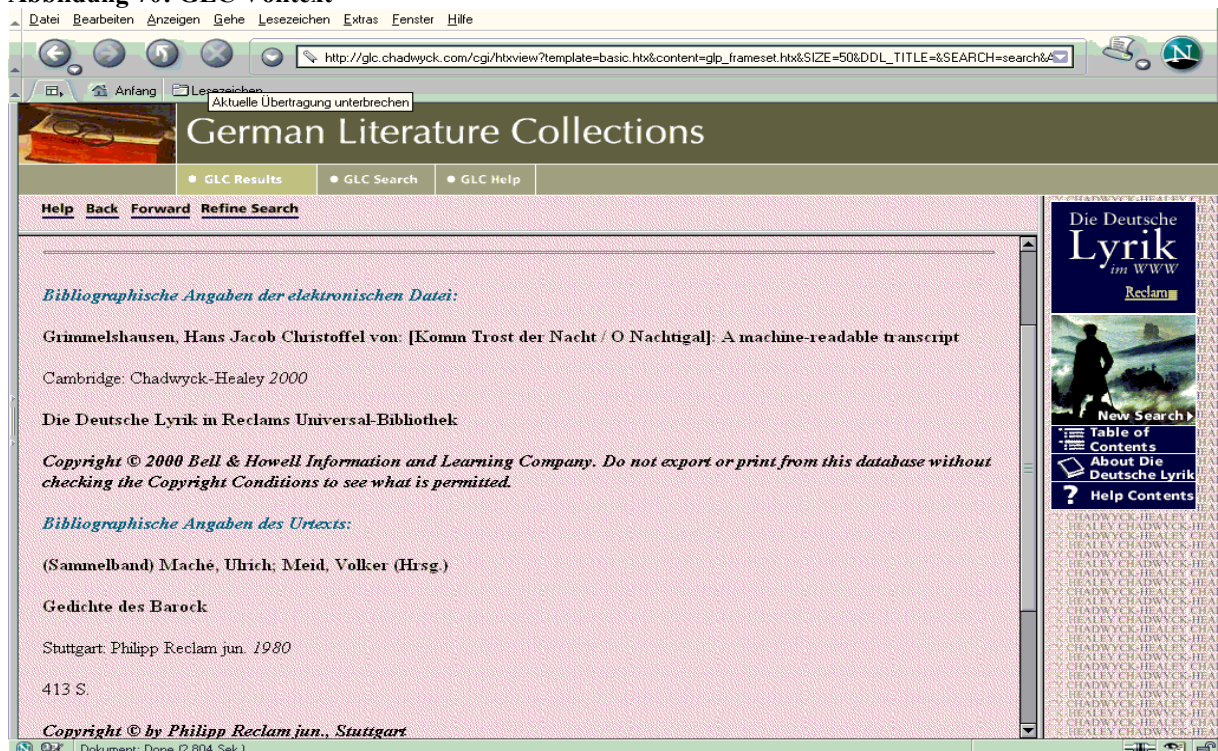 Abbildung 70: GLC Volltext
Datei Bearbeiten Anzeigen Gehe Lesezeichen Extras Fenster Hilfe
http://glc.chadwyck.com/cgi/htxview?template=basic.htx&content=glp_frameset.htx&SIZE=50&DDL_TITLE=&SEARCH=search&A
N
Anfang Lesezeichen
Aktuelle Übertragung unterbrechen
German Literature Collections
GLC Results GLC Search GLC Help
Help Back Forward Refine Search
Bibliographische Angaben der elektronischen Datei:
Grimmelshausen, Hans Jacob Christoffel von: [Komm Trost der Nacht / O Nachtigal]: A machine-readable transcript
Cambridge: Chadwyck-Healey 2000
Die Deutsche Lyrik in Reclams Universal-Bibliothek
Copyright © 2000 Bell & Howell Information and Learning Company. Do not export or print from this database without
checking the Copyright Conditions to see what is permitted.
Bibliographische Angaben des Urtexts:
(Sammelband) Maché, Ulrich; Meid, Volker (Hrsg.)
Gedichte des Barock
Stuttgart: Philipp Reclam jun. 1980
413 S.
Copyright © by Philipp Reclam jun., Stuttgart
Die Deutsche
Lyrik
im WWW
Reclam
New Search
Table of
Contents
About Die
Deutsche Lyrik
? Help Contents
Dokument: Done (2.804 Sek.)